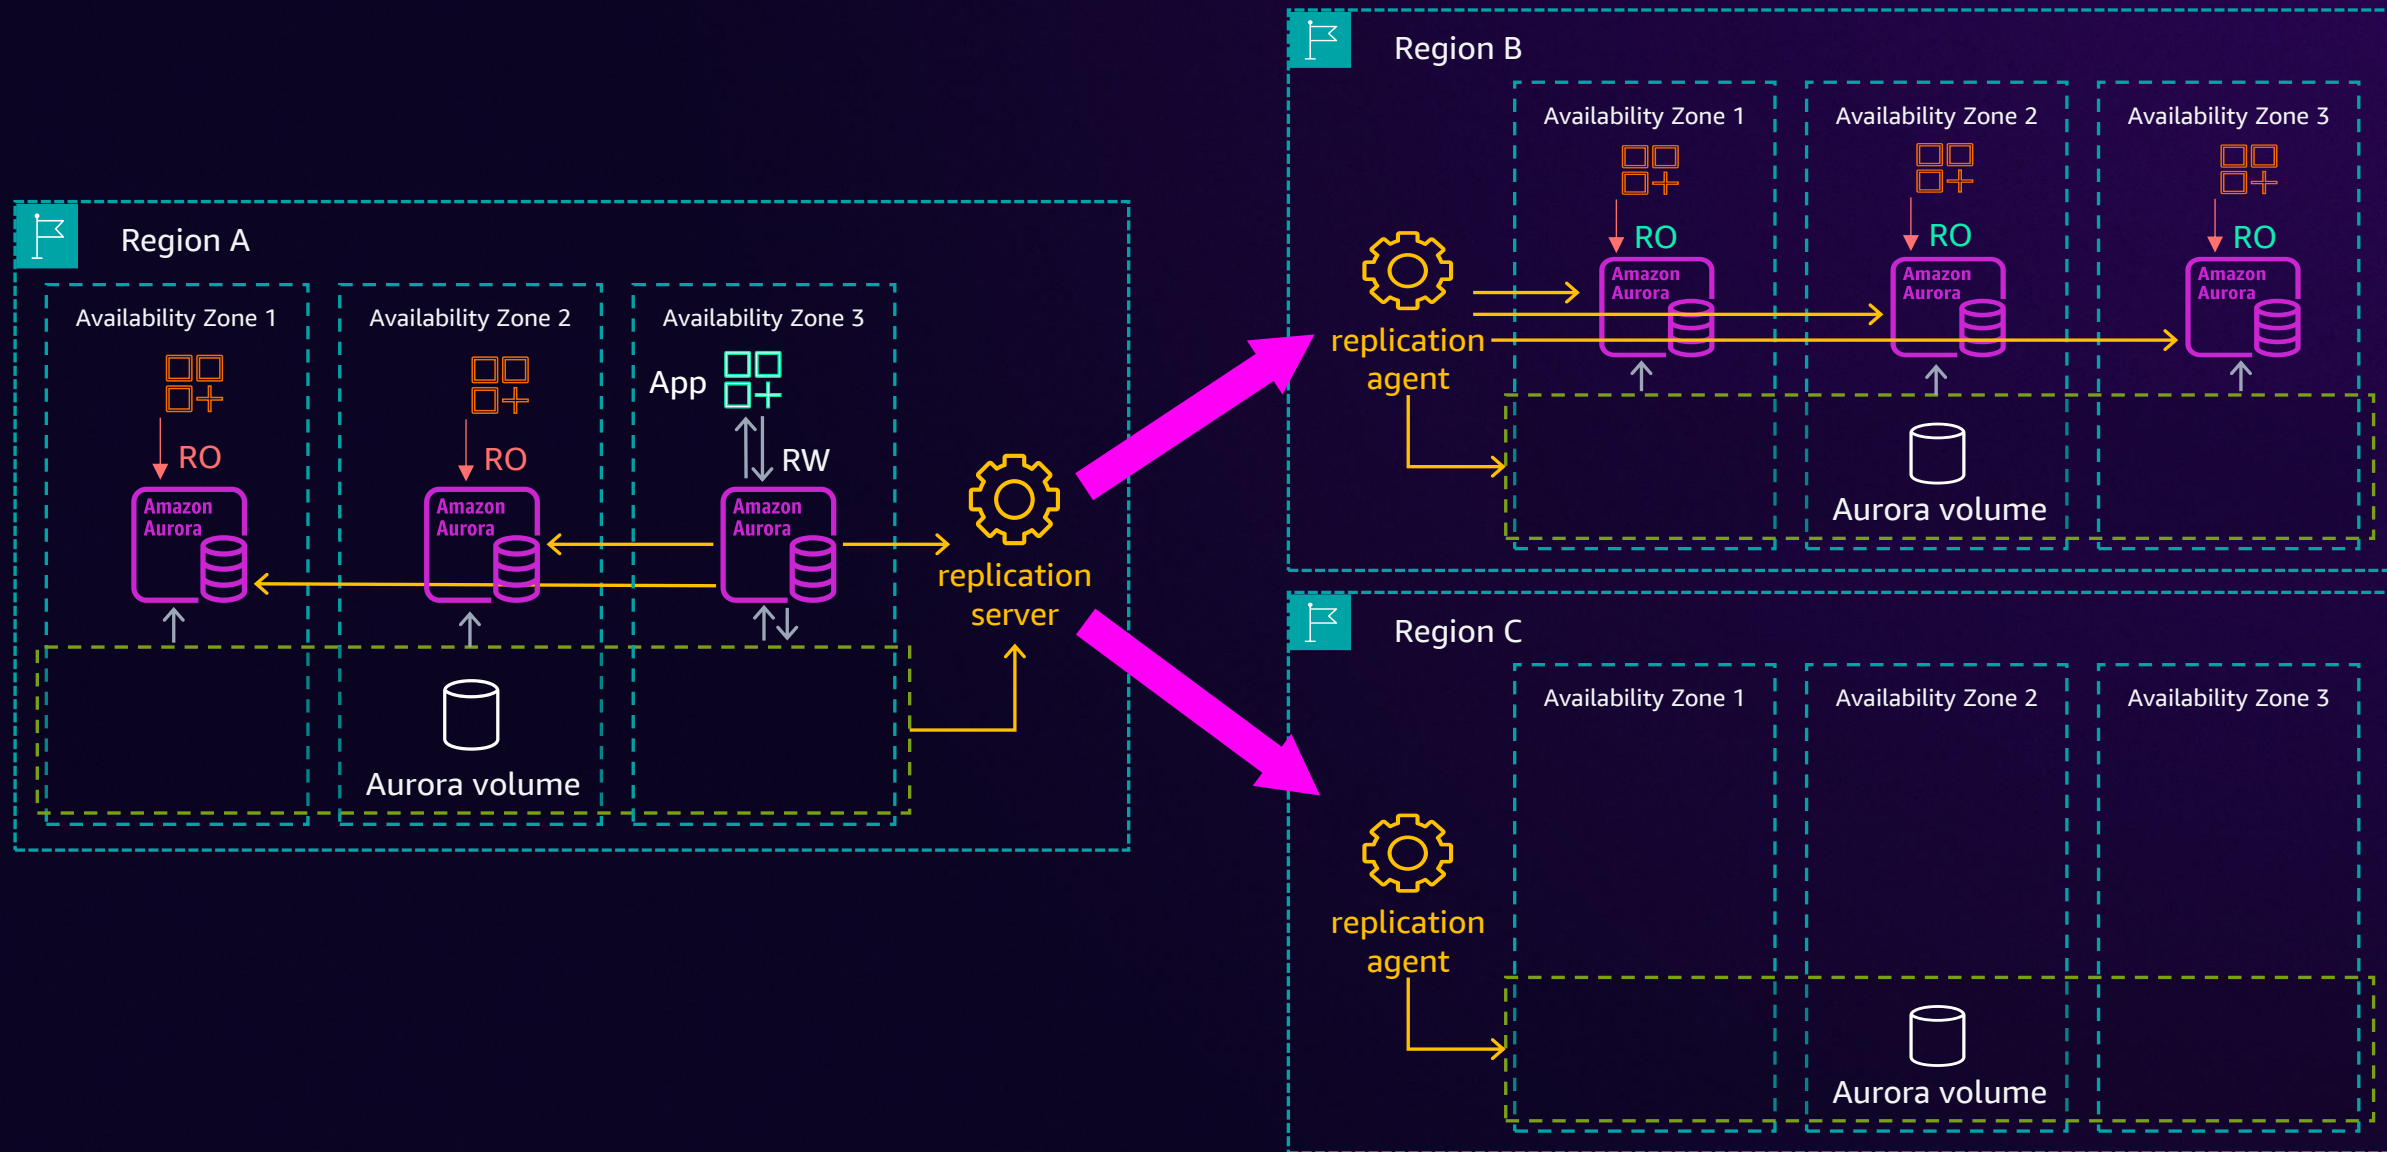 Region A
Availability Zone 1
Availability Zone 2
Availability Zone 3
App
RO
RO
RW
Amazon
Aurora
Amazon
Aurora
Amazon
Aurora
replication
server
Aurora volume
Region B
Availability Zone 1
Availability Zone 2
Availability Zone 3
RO
RO
RO
Amazon
Aurora
Amazon
Aurora
Amazon
Aurora
replication
agent
Aurora volume
Region C
Availability Zone 1
Availability Zone 2
Availability Zone 3
replication
agent
Aurora volume